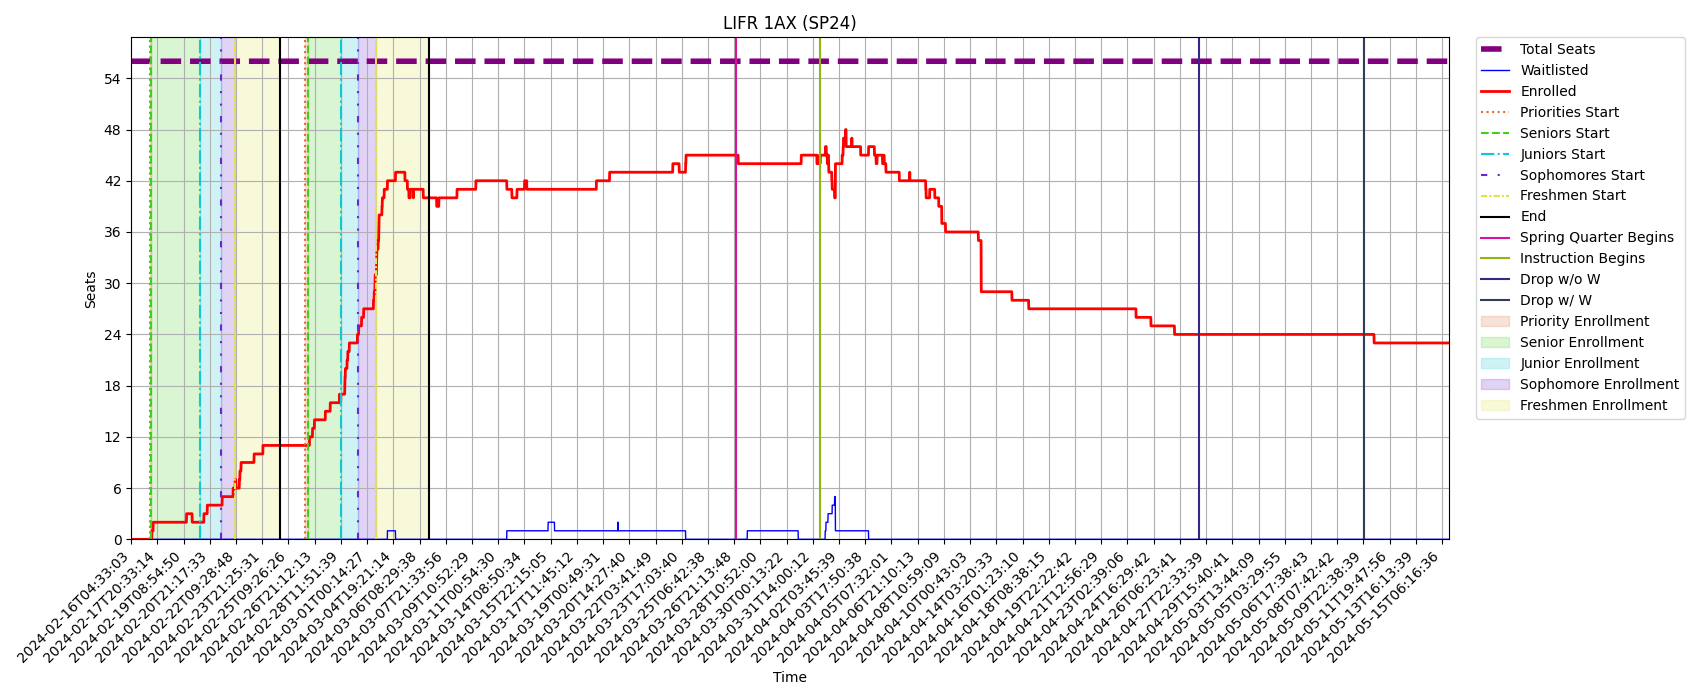 LIFR 1AX (SP24)
Seats
54
48
42
36
30
24
18
12
6
0
2024-02-16T04:33:03
2024-02-17T20:33:14
2024-02-19T08:54:50
2024-02-20T21:17:33
2024-02-22T09:28:48
2024-02-23T21:25:31
2024-02-25T09:26:26
2024-02-26T21:12:13
2024-02-28T11:51:39
2024-03-01T00:14:27
2024-03-04T19:21:14
2024-03-06T08:29:38
2024-03-07T21:33:56
2024-03-09T10:52:29
2024-03-11T00:54:30
2024-03-14T08:50:34
2024-03-15T22:15:05
2024-03-17T11:45:12
2024-03-19T00:49:31
2024-03-20T14:27:40
2024-03-22T03:41:49
2024-03-23T17:03:40
2024-03-25T06:42:38
2024-03-26T21:13:48
2024-03-28T10:52:00
2024-03-30T00:13:22
2024-03-31T14:00:12
2024-04-02T03:45:39
2024-04-03T17:50:38
2024-04-05T07:32:01
2024-04-06T21:10:13
2024-04-08T10:59:09
2024-04-10T00:43:03
2024-04-14T03:20:33
2024-04-16T01:23:10
2024-04-18T08:38:15
2024-04-19T22:22:42
2024-04-21T12:56:29
2024-04-23T02:39:06
2024-04-24T16:29:42
2024-04-26T06:23:41
2024-04-27T22:33:39
2024-04-29T15:40:41
2024-05-03T13:44:09
2024-05-05T03:29:55
2024-05-06T17:38:43
2024-05-08T07:42:42
2024-05-09T22:38:39
2024-05-11T19:47:56
2024-05-13T16:13:39
2024-05-15T06:16:36
Time
Total Seats
Waitlisted
Enrolled
Priorities Start
Seniors Start
Juniors Start
Sophomores Start
Freshmen Start
End
Spring Quarter Begins
Instruction Begins
Drop w/o W
Drop w/ W
Priority Enrollment
Senior Enrollment
Junior Enrollment
Sophomore Enrollment
Freshmen Enrollment